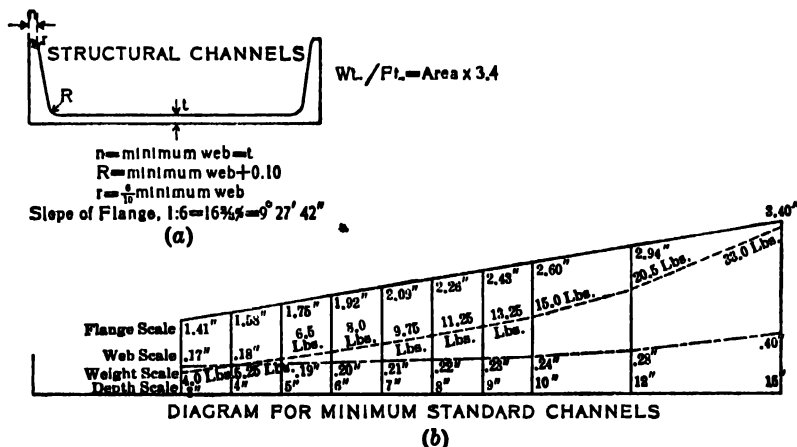 n
r
STRUCTURAL CHANNELS
Wt./Ft.=Area x 3.4
R
t
n=minimum web=t
R=minimum web+0.10
r=6/10 minimum web
Slope of Flange, 1:6=16⅔%=9° 27' 42"
(a)
3.40"
2.94"
20.5 Lbs.
33.0 Lbs.
2.60"
15.0 Lbs.
2.43"
13.25 Lbs.
2.26"
11.25 Lbs.
2.09"
9.75 Lbs.
1.92"
8.0 Lbs.
1.75"
6.5 Lbs.
Flange Scale 1.41" 1.58"
Web Scale .17" .18" .19" .20" .21" .22" .23" .24" .28" .40"
Weight Scale 4.0 Lbs. 5.25 Lbs.
Depth Scale 3" 4" 5" 6" 7" 8" 9" 10" 12" 15"
DIAGRAM FOR MINIMUM STANDARD CHANNELS
(b)